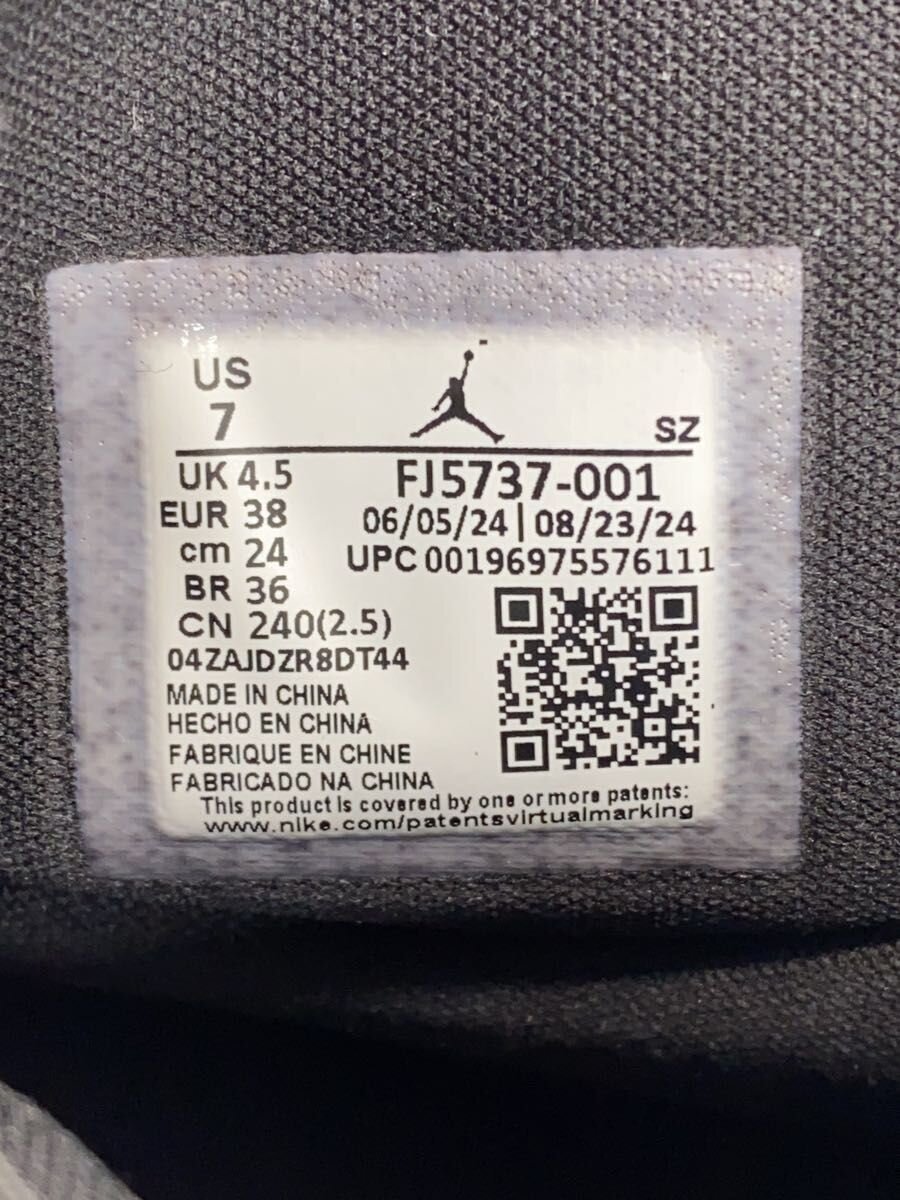 US
7
SZ
UK 4.5
FJ5737-001
EUR 38
06/05/24 | 08/23/24
cm 24
UPC 00196975576111
BR 36
CN 240(2.5)
04ZAJDZR8DT44
MADE IN CHINA
HECHO EN CHINA
FABRIQUE EN CHINE
FABRICADO NA CHINA
This product is covered by one or more patents:
www.nike.com/patentsvirtualmarking